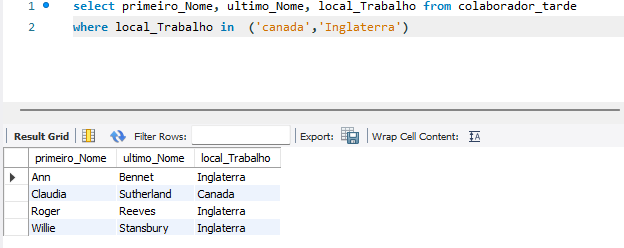 1 select primeiro_Nome, ultimo_Nome, local_Trabalho from colaborador_tarde
2 where local_Trabalho in ('canada','Inglaterra')
Result Grid Filter Rows: Export: Wrap Cell Content:
primeiro_Nome ultimo_Nome local_Trabalho
Ann Bennet Inglaterra
Claudia Sutherland Canada
Roger Reeves Inglaterra
Willie Stansbury Inglaterra